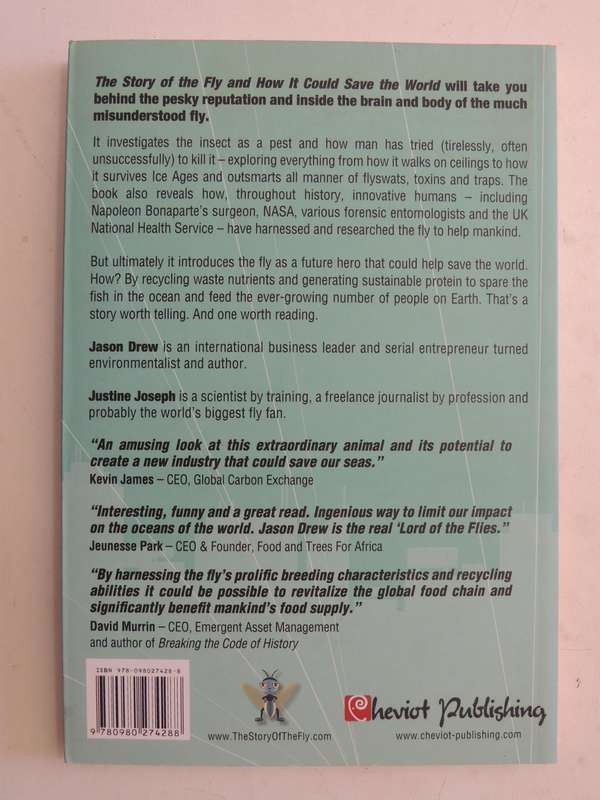 The Story of the Fly and How It Could Save the World will take you
behind the pesky reputation and inside the brain and body of the much
misunderstood fly.
It investigates the insect as a pest and how man has tried (tirelessly, often
unsuccessfully) to kill it – exploring everything from how it walks on ceilings to how
it survives Ice Ages and outsmarts all manner of flyswats, toxins and traps. The
book also reveals how, throughout history, innovative humans – including
Napoleon Bonaparte's surgeon, NASA, various forensic entomologists and the UK
National Health Service – have harnessed and researched the fly to help mankind.
But ultimately it introduces the fly as a future hero that could help save the world.
How? By recycling waste nutrients and generating sustainable protein to spare the
fish in the ocean and feed the ever-growing number of people on Earth. That's a
story worth telling. And one worth reading.
Jason Drew is an international business leader and serial entrepreneur turned
environmentalist and author.
Justine Joseph is a scientist by training, a freelance journalist by profession and
probably the world's biggest fly fan.
“An amusing look at this extraordinary animal and its potential to
create a new industry that could save our seas.”
Kevin James – CEO, Global Carbon Exchange
“Interesting, funny and a great read. Ingenious way to limit our impact
on the oceans of the world. Jason Drew is the real ‘Lord of the Flies.”
Jeunesse Park – CEO & Founder, Food and Trees For Africa
“By harnessing the fly's prolific breeding characteristics and recycling
abilities it could be possible to revitalize the global food chain and
significantly benefit mankind's food supply.”
David Murrin – CEO, Emergent Asset Management
and author of Breaking the Code of History
ISBN 978-098027428-8
9 780980 274288
www.TheStoryOfTheFly.com
Cheviot Publishing
www.cheviot-publishing.com